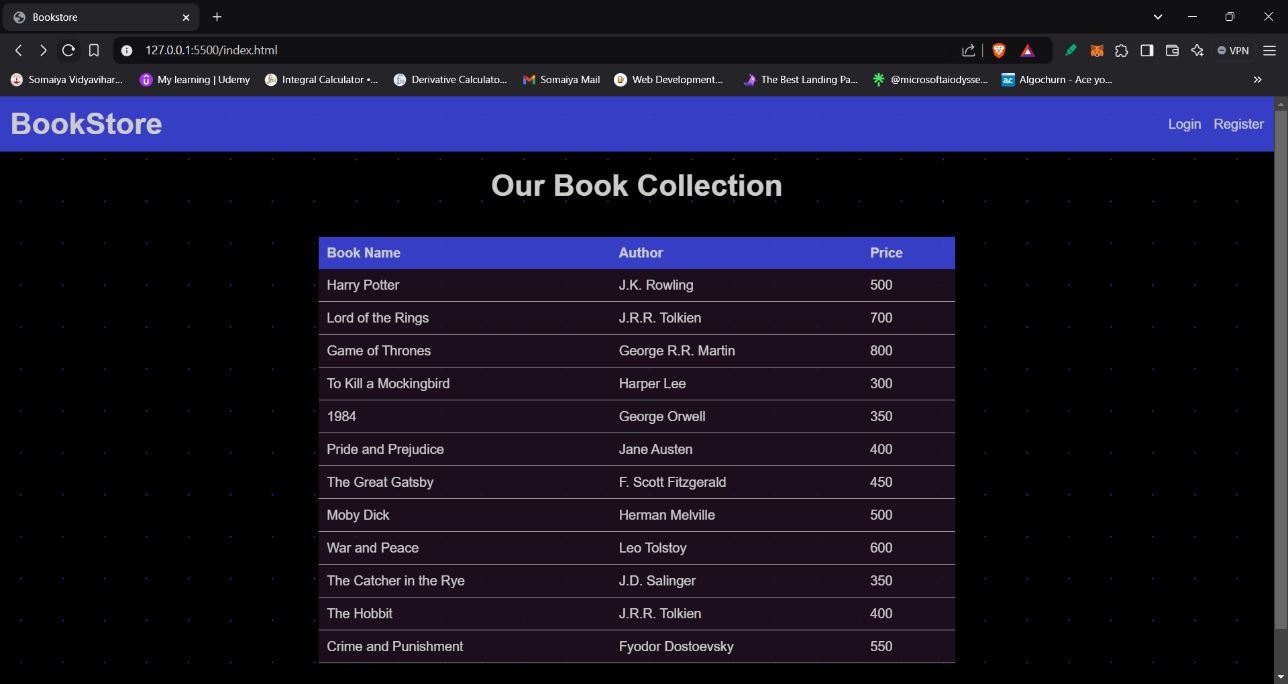 Bookstore
127.0.0.1:5500/index.html
VPN
Somaiya Vidyavihar... My learning | Udemy Integral Calculator •... Derivative Calculato... Somaiya Mail Web Development... The Best Landing Pa... @microsoftaiodysse... ac Algochurn - Ace yo...
BookStore Login Register
Our Book Collection
Book Name Author Price
Harry Potter J.K. Rowling 500
Lord of the Rings J.R.R. Tolkien 700
Game of Thrones George R.R. Martin 800
To Kill a Mockingbird Harper Lee 300
1984 George Orwell 350
Pride and Prejudice Jane Austen 400
The Great Gatsby F. Scott Fitzgerald 450
Moby Dick Herman Melville 500
War and Peace Leo Tolstoy 600
The Catcher in the Rye J.D. Salinger 350
The Hobbit J.R.R. Tolkien 400
Crime and Punishment Fyodor Dostoevsky 550